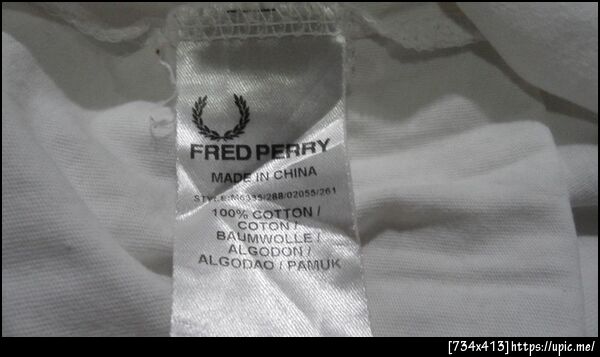 FRED PERRY
MADE IN CHINA
100% COTTON /
COTON /
BAUMWOLLE /
ALGODON /
ALGODAO / PAMUK
[734x413]https://upic.me/